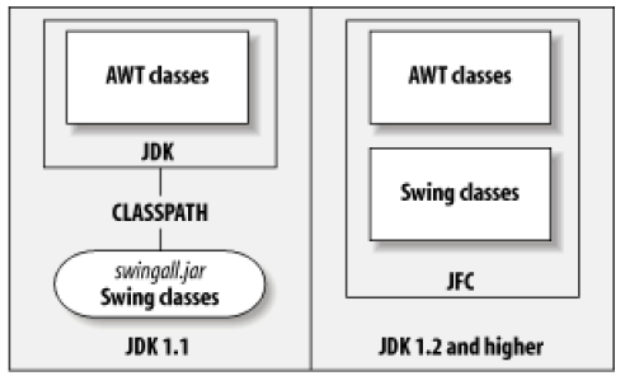 AWT classes
JDK
CLASSPATH
swingall.jar
Swing classes
JDK 1.1
AWT classes
Swing classes
JFC
JDK 1.2 and higher